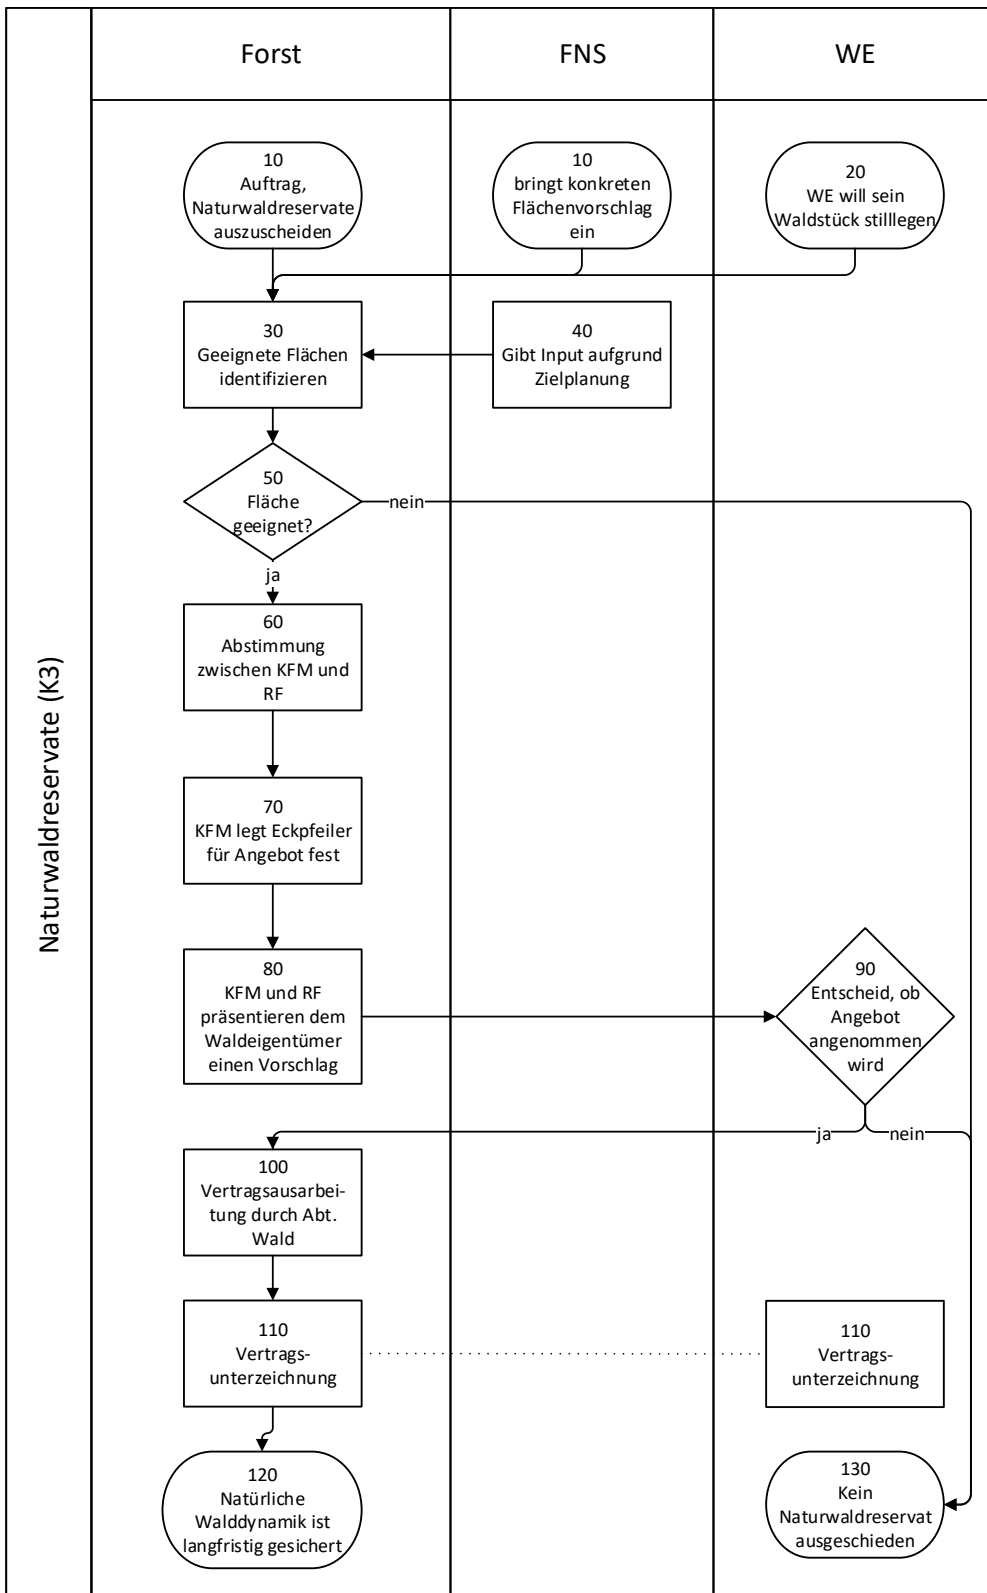 Naturwaldreservate (K3)
Forst
FNS
WE
10
Auftrag,
Naturwaldreservate
auszuscheiden
10
bringt konkreten
Flächenvorschlag
ein
20
WE will sein
Waldstück stilllegen
30
Geeignete Flächen
identifizieren
40
Gibt Input aufgrund
Zielplanung
50
Fläche
geeignet?
nein
ja
60
Abstimmung
zwischen KFM und
RF
70
KFM legt Eckpfeiler
für Angebot fest
80
KFM und RF
präsentieren dem
Waldeigentümer
einen Vorschlag
90
Entscheid, ob
Angebot
angenommen
wird
ja
nein
100
Vertragsausarbei-
tung durch Abt.
Wald
110
Vertrags-
unterzeichnung
110
Vertrags-
unterzeichnung
120
Natürliche
Walddynamik ist
langfristig gesichert
130
Kein
Naturwaldreservat
ausgeschieden